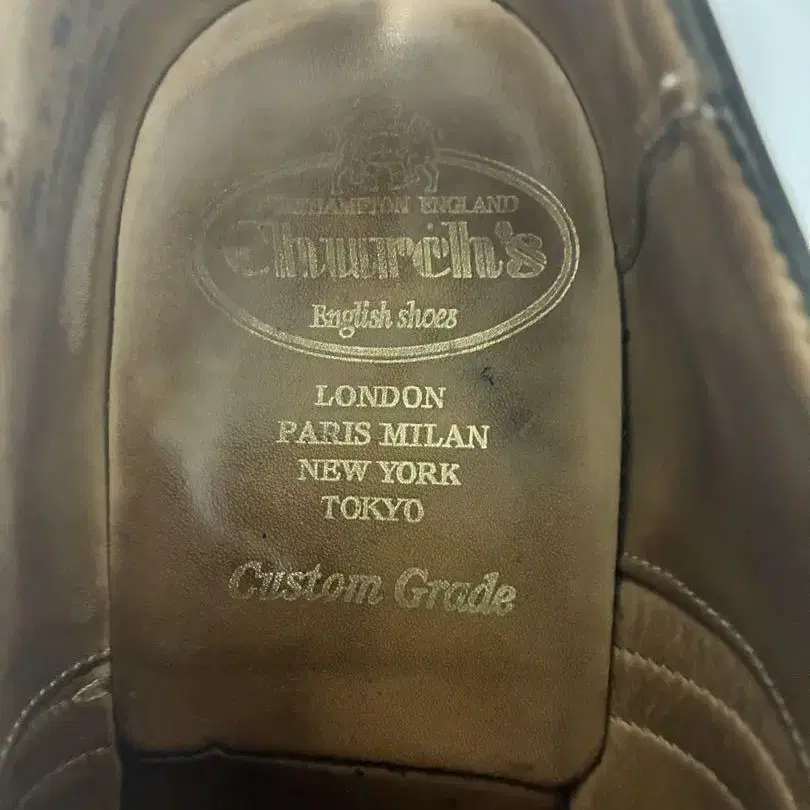 NORTHAMPTON ENGLAND
Church's
English shoes
LONDON
PARIS MILAN
NEW YORK
TOKYO
Custom Grade